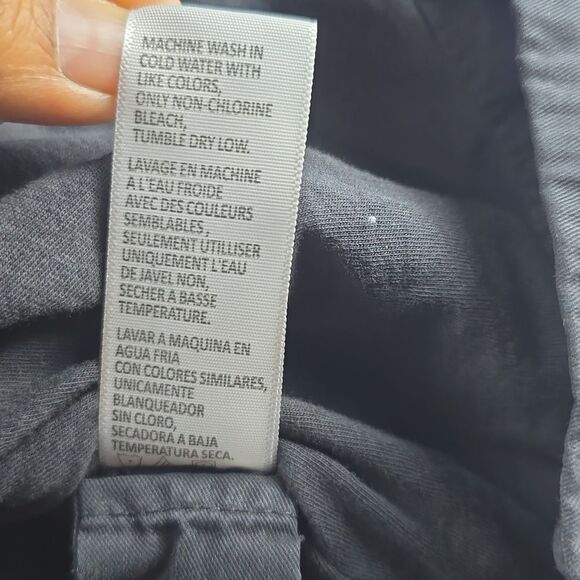 MACHINE WASH IN
COLD WATER WITH
LIKE COLORS,
ONLY NON-CHLORINE
BLEACH,
TUMBLE DRY LOW.
LAVAGE EN MACHINE
A L'EAU FROIDE
AVEC DES COULEURS
SEMBLABLES ,
SEULEMENT UTILLISER
UNIQUEMENT L'EAU
DE JAVEL NON,
SECHER A BASSE
TEMPERATURE.
LAVAR A MAQUINA EN
AGUA FRIA
CON COLORES SIMILARES,
UNICAMENTE
BLANQUEADOR
SIN CLORO,
SECADORA A BAJA
TEMPERATURA SECA.